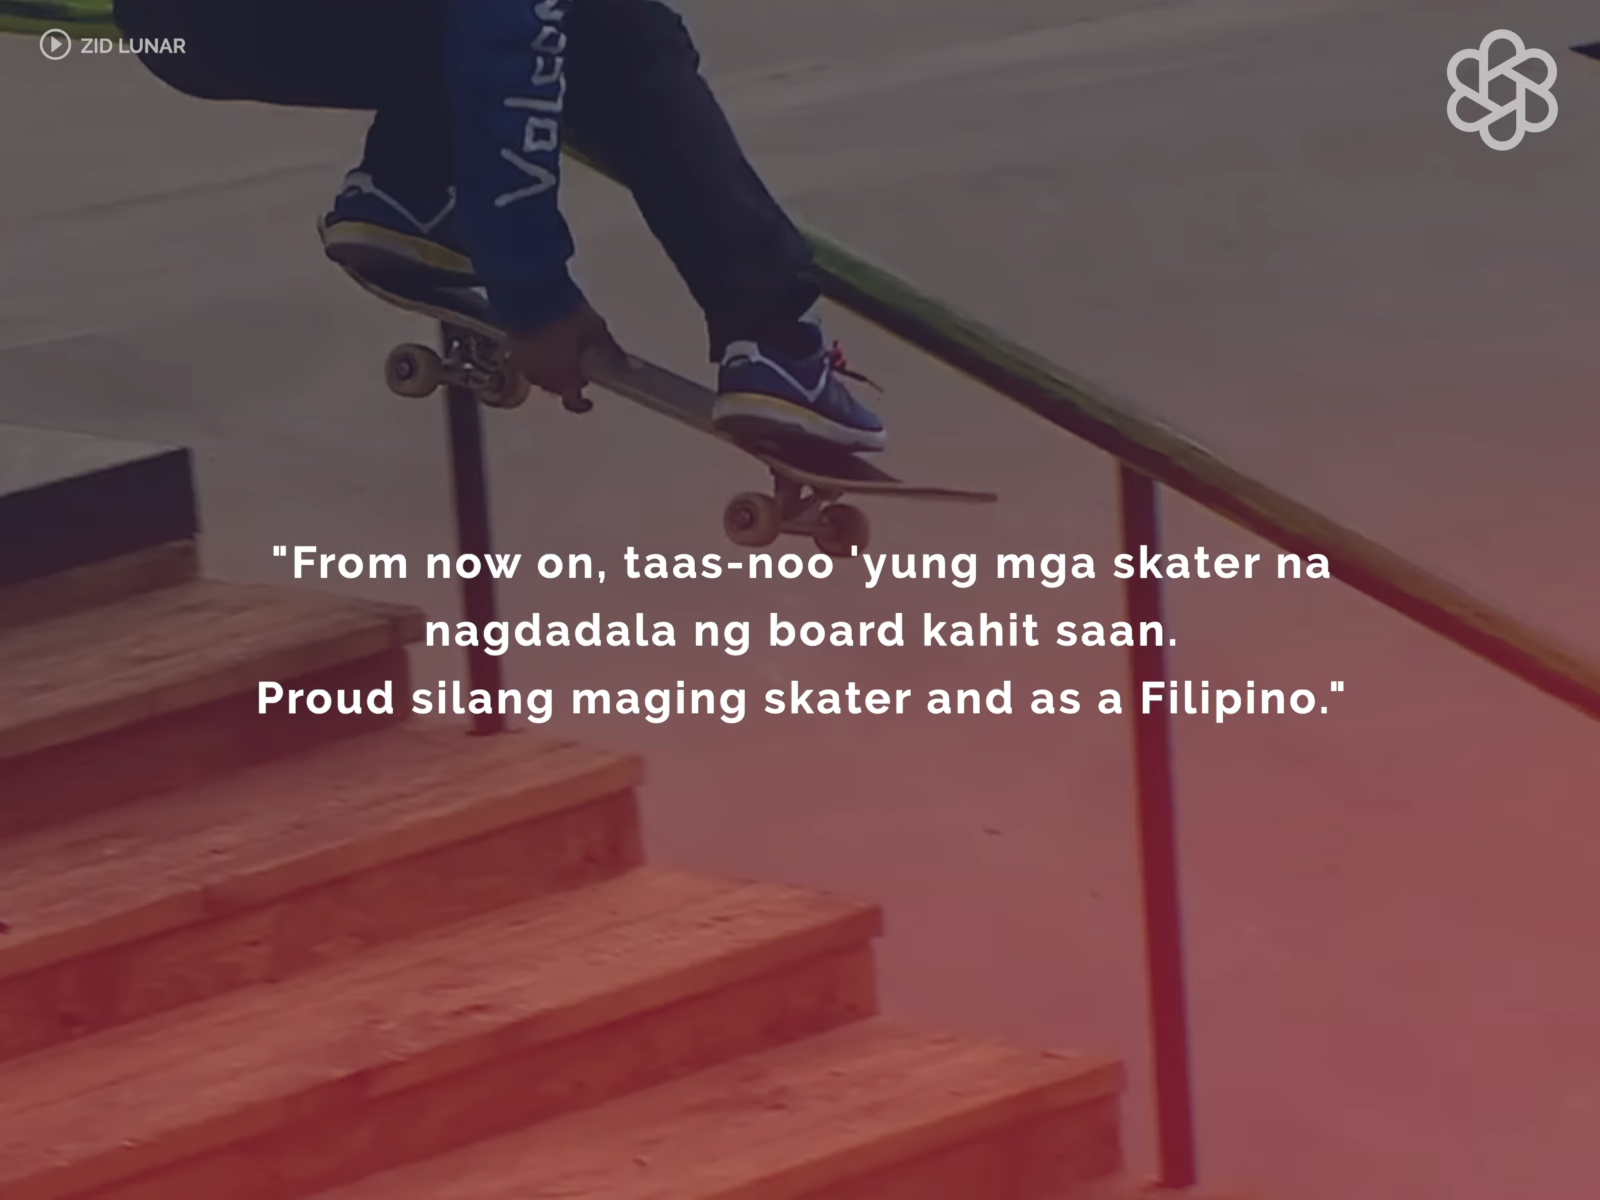 ZID LUNAR
Volcom
"From now on, taas-noo 'yung mga skater na
nagdadala ng board kahit saan.
Proud silang maging skater and as a Filipino."